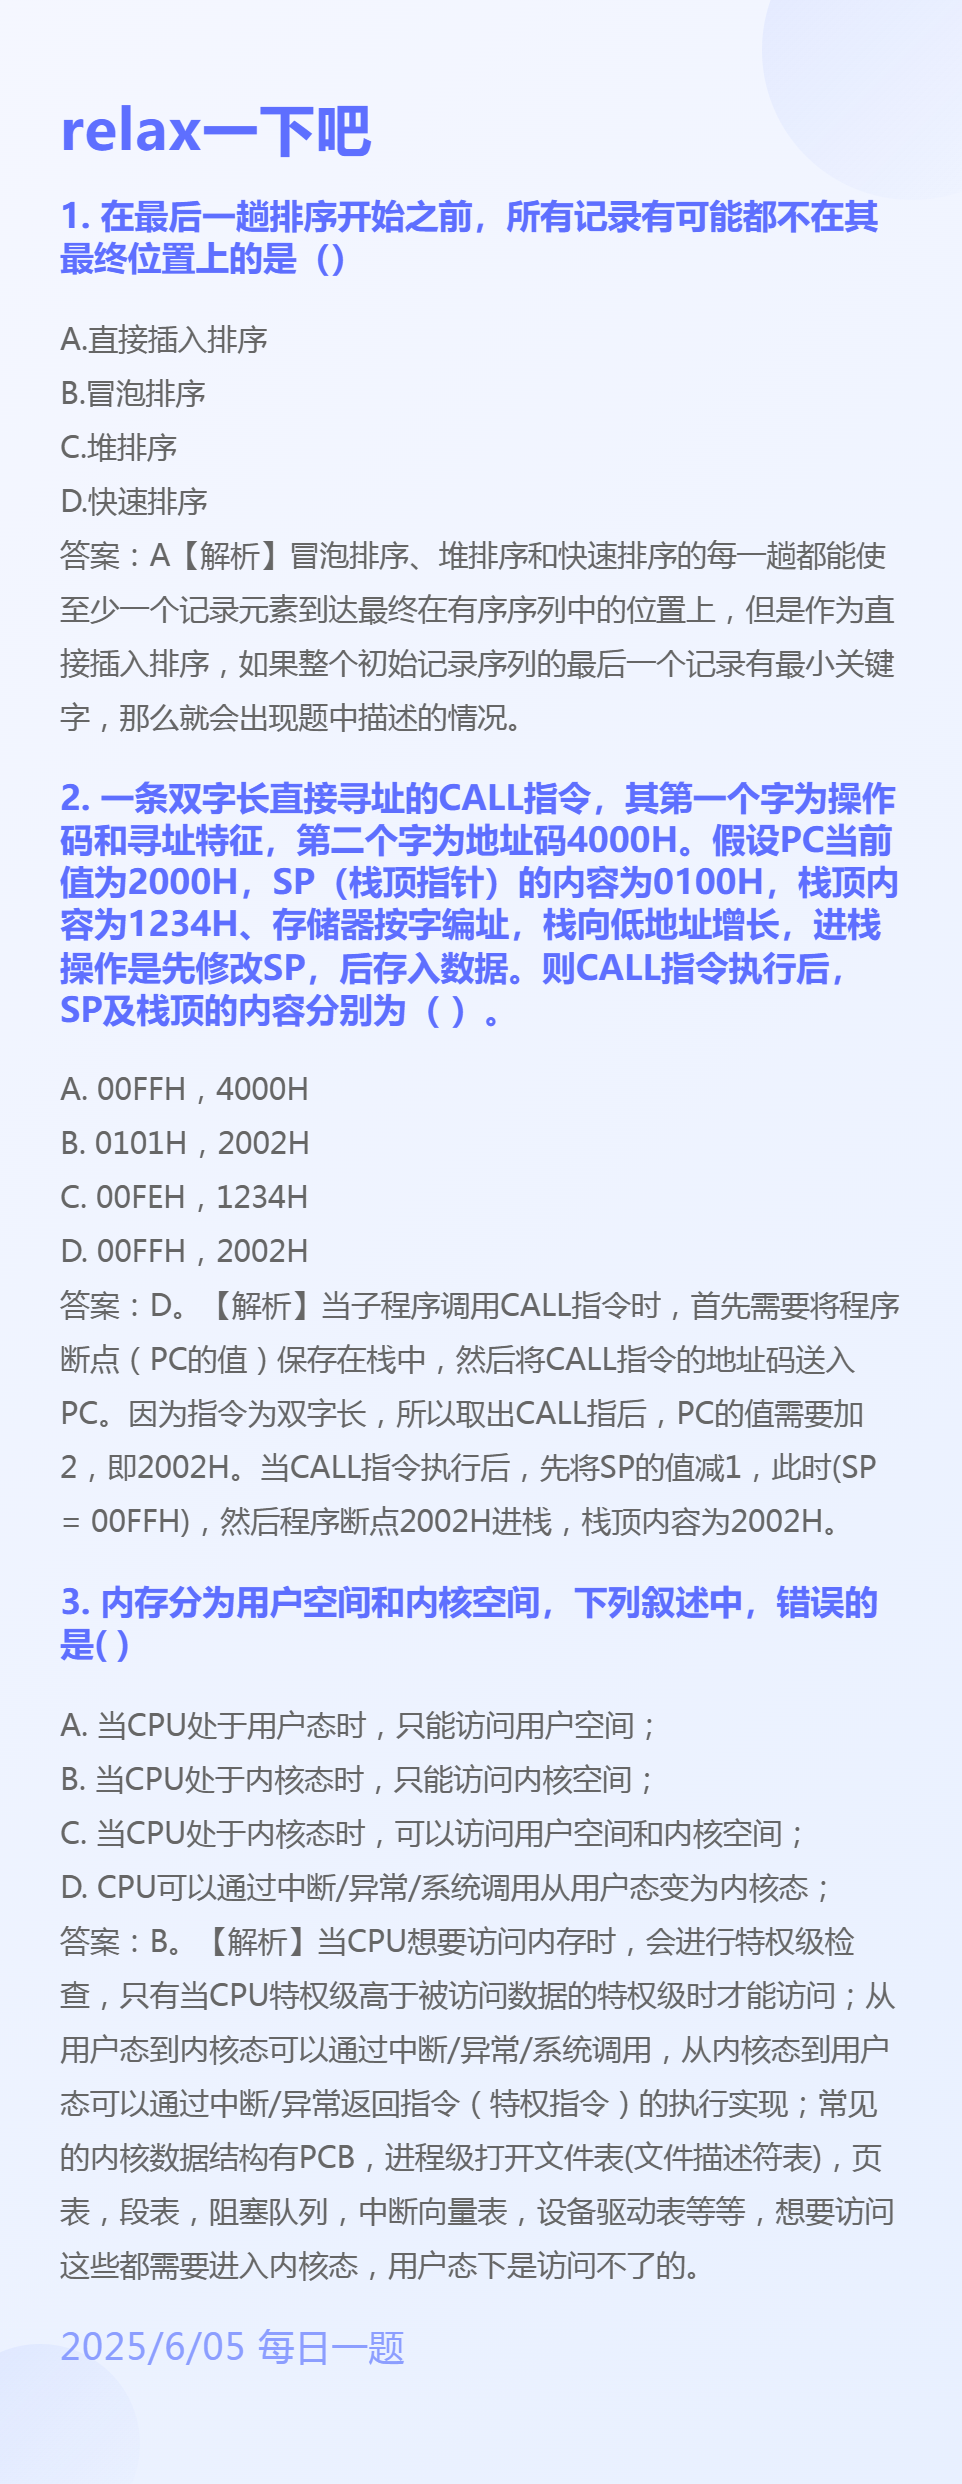 relax一下吧
1. 在最后一趟排序开始之前，所有记录有可能都不在其
最终位置上的是（）
A.直接插入排序
B.冒泡排序
C.堆排序
D.快速排序
答案：A【解析】冒泡排序、堆排序和快速排序的每一趟都能使
至少一个记录元素到达最终在有序序列中的位置上，但是作为直
接插入排序，如果整个初始记录序列的最后一个记录有最小关键
字，那么就会出现题中描述的情况。
2. 一条双字长直接寻址的CALL指令，其第一个字为操作
码和寻址特征，第二个字为地址码4000H。假设PC当前
值为2000H，SP（栈顶指针）的内容为0100H，栈顶内
容为1234H、存储器按字编址，栈向低地址增长，进栈
操作是先修改SP，后存入数据。则CALL指令执行后，
SP及栈顶的内容分别为（ ）。
A. 00FFH，4000H
B. 0101H，2002H
C. 00FEH，1234H
D. 00FFH，2002H
答案：D。【解析】当子程序调用CALL指令时，首先需要将程序
断点（PC的值）保存在栈中，然后将CALL指令的地址码送入
PC。因为指令为双字长，所以取出CALL指后，PC的值需要加
2，即2002H。当CALL指令执行后，先将SP的值减1，此时(SP
= 00FFH)，然后程序断点2002H进栈，栈顶内容为2002H。
3. 内存分为用户空间和内核空间，下列叙述中，错误的
是( )
A. 当CPU处于用户态时，只能访问用户空间；
B. 当CPU处于内核态时，只能访问内核空间；
C. 当CPU处于内核态时，可以访问用户空间和内核空间；
D. CPU可以通过中断/异常/系统调用从用户态变为内核态；
答案：B。【解析】当CPU想要访问内存时，会进行特权级检
查，只有当CPU特权级高于被访问数据的特权级时才能访问；从
用户态到内核态可以通过中断/异常/系统调用，从内核态到用户
态可以通过中断/异常返回指令（特权指令）的执行实现；常见
的内核数据结构有PCB，进程级打开文件表(文件描述符表)，页
表，段表，阻塞队列，中断向量表，设备驱动表等等，想要访问
这些都需要进入内核态，用户态下是访问不了的。
2025/6/05 每日一题